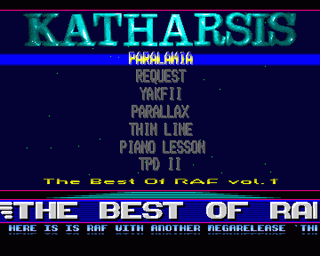 KATHARSIS
PARALAMIA
REQUEST
YAKFII
PARALLAX
THIN LINE
PIANO LESSON
TPD II
The Best Of RAF vol.1
THE BEST OF RA
HERE IS IS RAF WITH ANOTHER MEGARELEASE